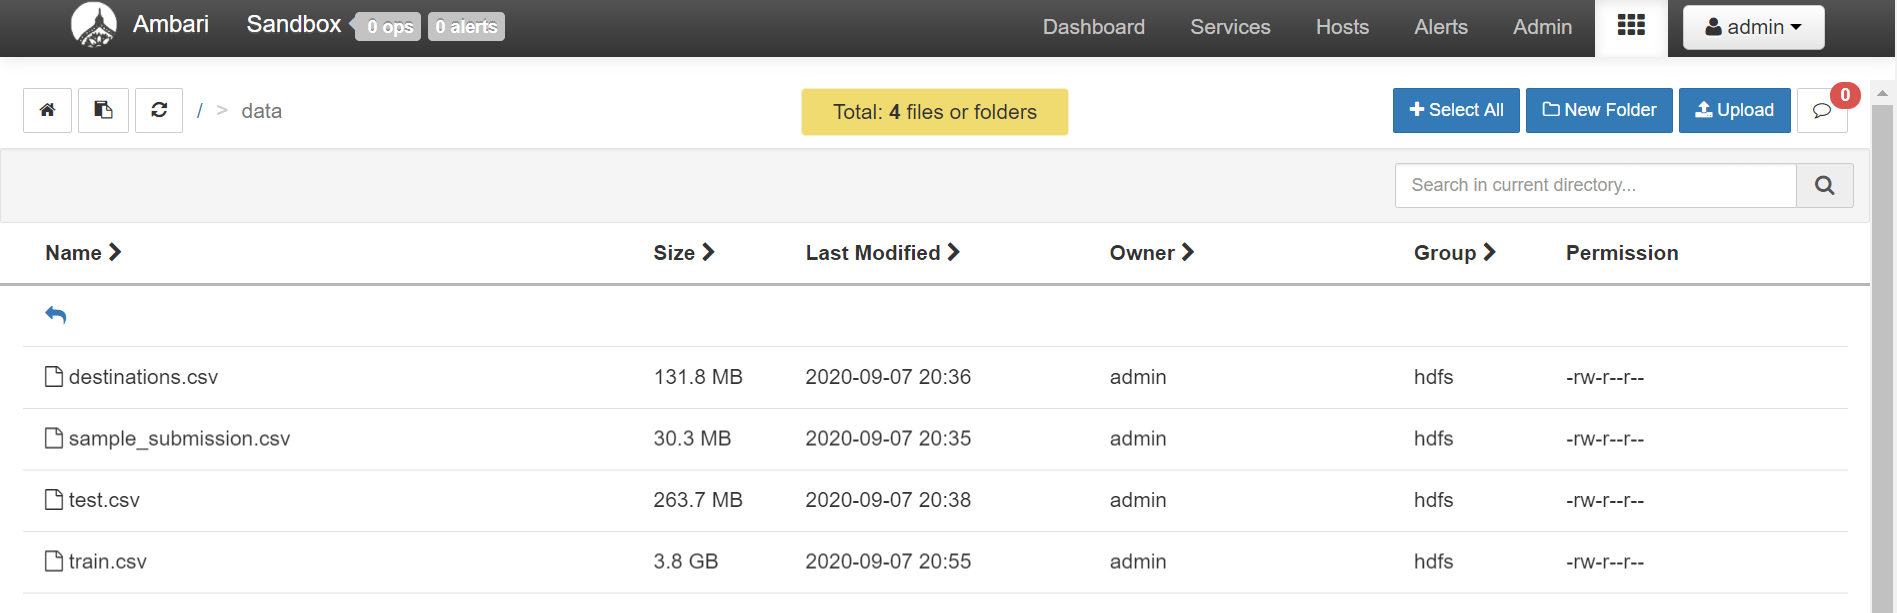 Ambari Sandbox 0 ops 0 alerts Dashboard Services Hosts Alerts Admin admin
/ > data Total: 4 files or folders Select All New Folder Upload 0
Search in current directory...
Name Size Last Modified Owner Group Permission
destinations.csv 131.8 MB 2020-09-07 20:36 admin hdfs -rw-r--r--
sample_submission.csv 30.3 MB 2020-09-07 20:35 admin hdfs -rw-r--r--
test.csv 263.7 MB 2020-09-07 20:38 admin hdfs -rw-r--r--
train.csv 3.8 GB 2020-09-07 20:55 admin hdfs -rw-r--r--